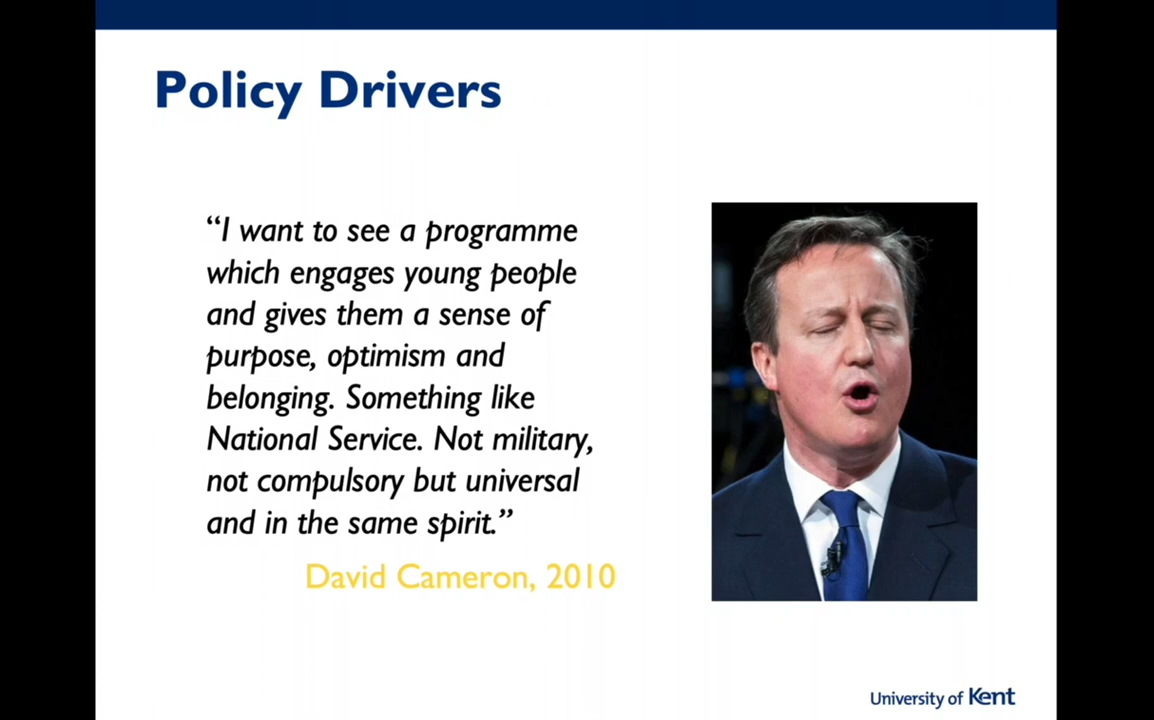 Policy Drivers
“I want to see a programme
which engages young people
and gives them a sense of
purpose, optimism and
belonging. Something like
National Service. Not military,
not compulsory but universal
and in the same spirit.”
David Cameron, 2010
University of Kent